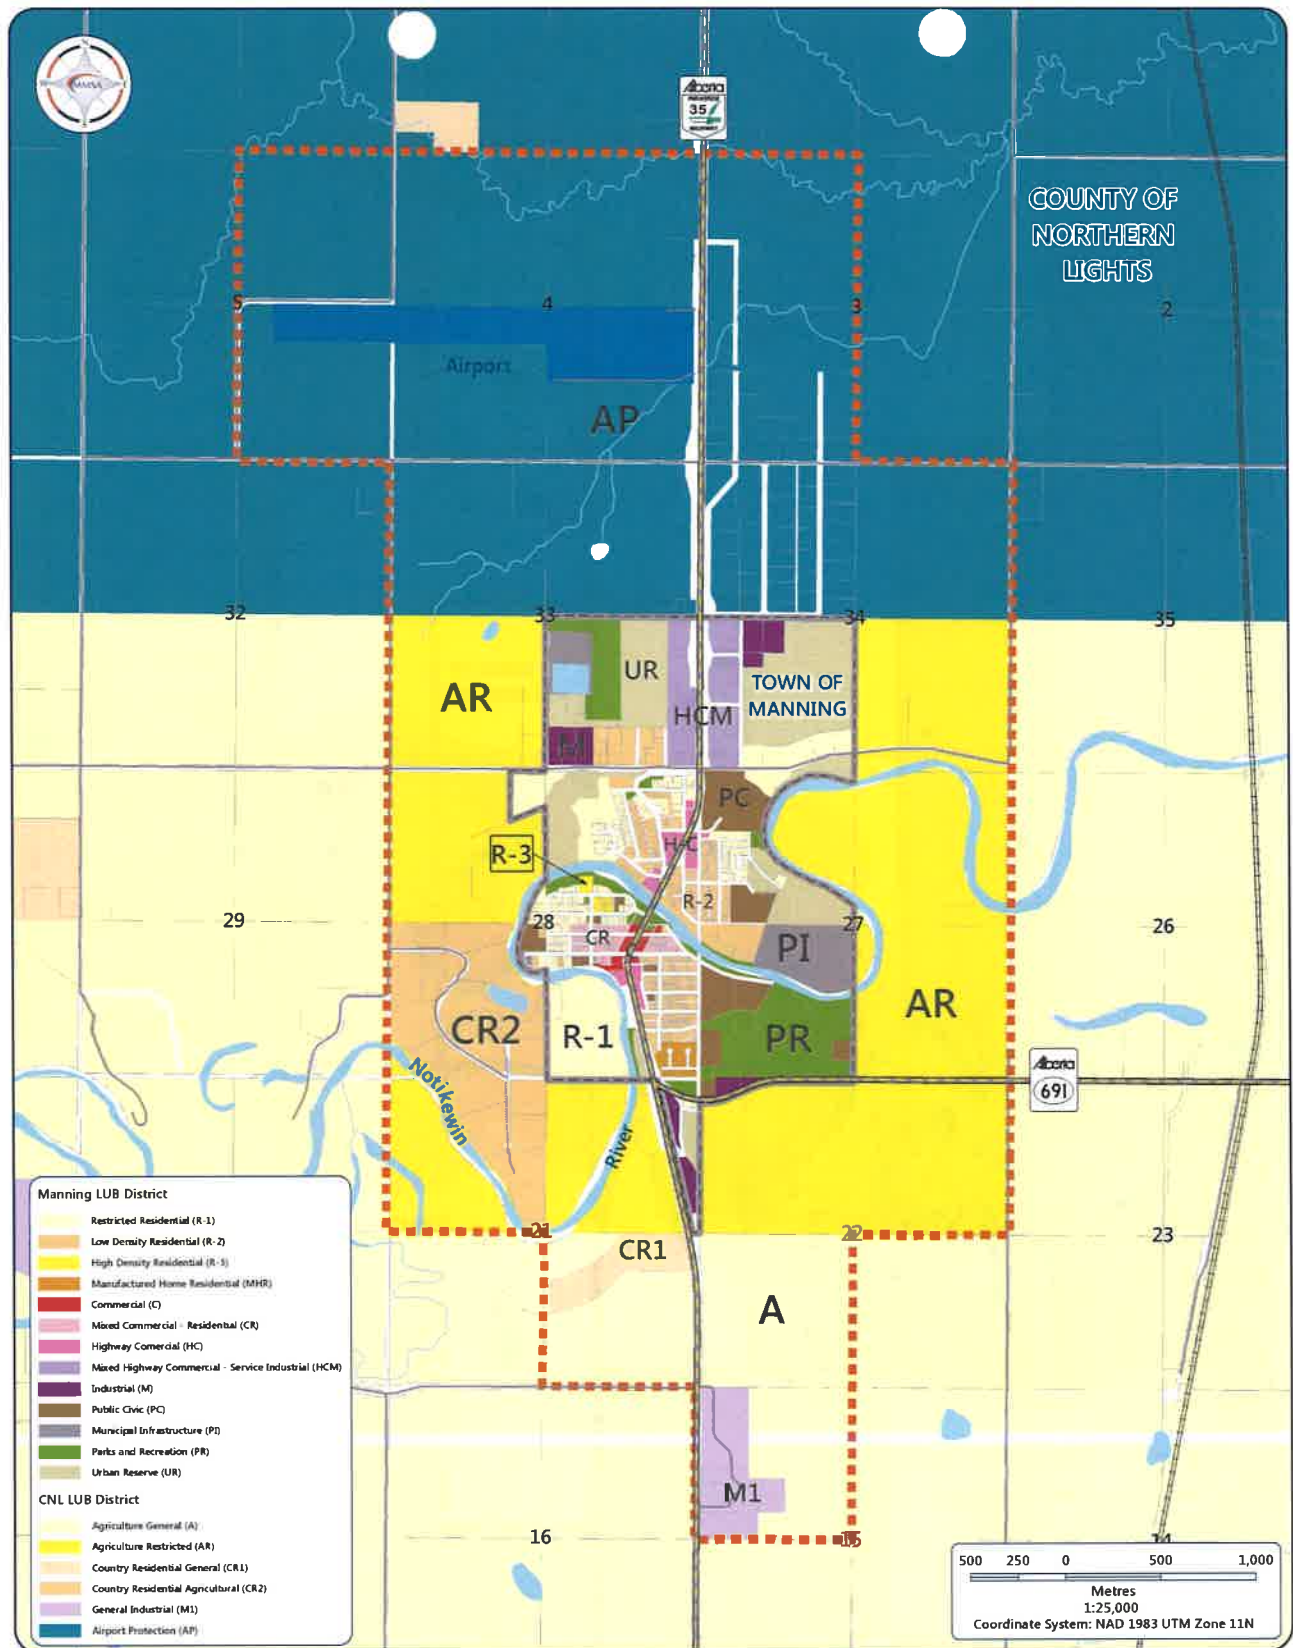 N
W
MMSA
E
S
Alberta
35
HIGHWAY
COUNTY OF
NORTHERN
LIGHTS
5
4
3
2
Airport
AP
32
33
34
35
UR
AR
TOWN OF
MANNING
HCM
M
PC
H-C
R-3
R-2
29
28
CR
27
26
PI
AR
CR2
R-1
PR
Alberta
691
Notikewin
River
21
22
23
CR1
A
M1
16
15
14
Manning LUB District
Restricted Residential (R-1)
Low Density Residential (R-2)
High Density Residential (R-3)
Manufactured Home Residential (MHR)
Commercial (C)
Mixed Commercial - Residential (CR)
Highway Comercial (HC)
Mixed Highway Commercial - Service Industrial (HCM)
Industrial (M)
Public Civic (PC)
Municipal Infrastructure (PI)
Parks and Recreation (PR)
Urban Reserve (UR)
CNL LUB District
Agriculture General (A)
Agriculture Restricted (AR)
Country Residential General (CR1)
Country Residential Agricultural (CR2)
General Industrial (M1)
Airport Protection (AP)
500 250 0 500 1,000
Metres
1:25,000
Coordinate System: NAD 1983 UTM Zone 11N